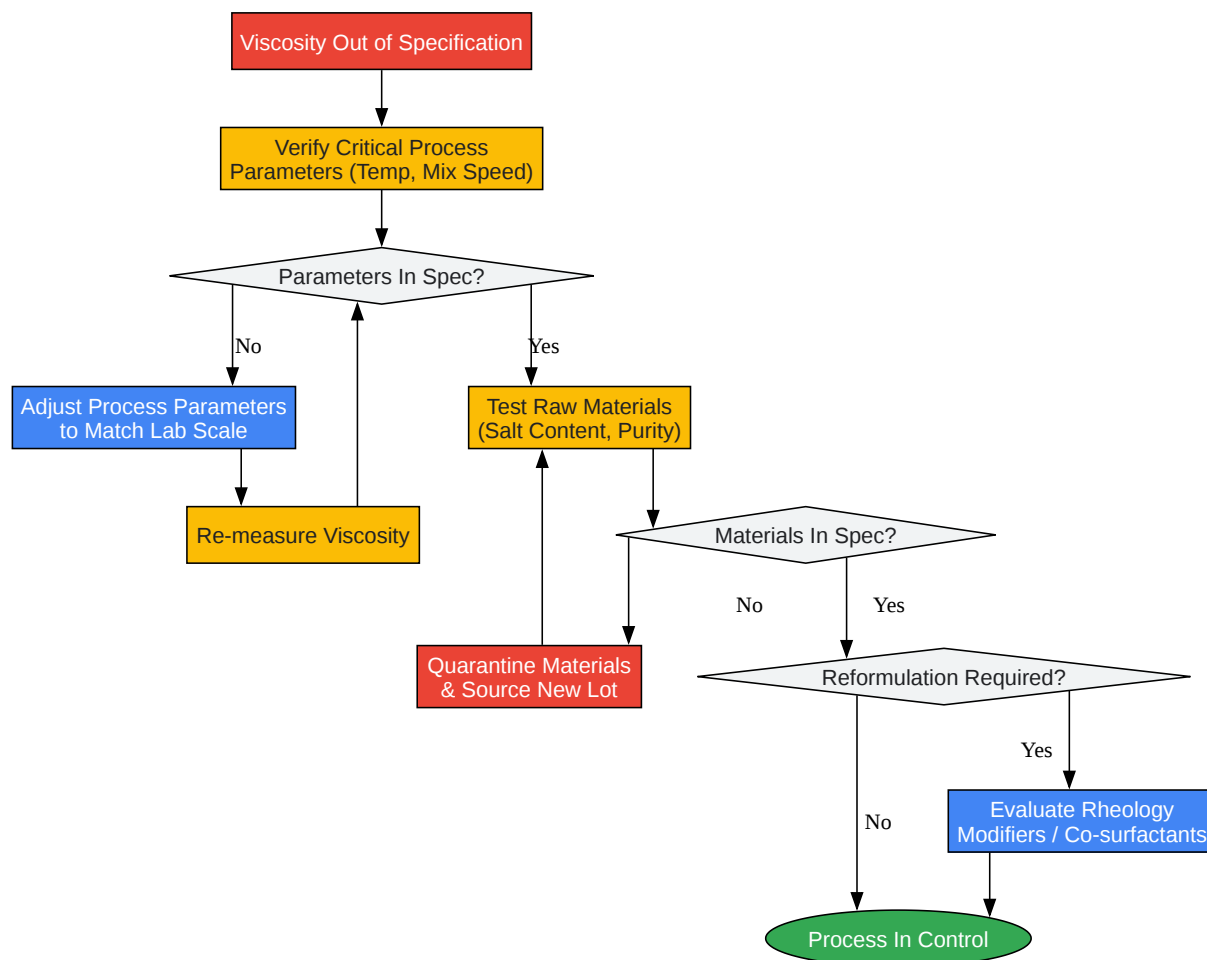 Viscosity Out of Specification
Verify Critical Process
Parameters (Temp, Mix Speed)
Parameters In Spec?
No
Yes
Adjust Process Parameters
to Match Lab Scale
Test Raw Materials
(Salt Content, Purity)
Re-measure Viscosity
Materials In Spec?
No
Yes
Quarantine Materials
& Source New Lot
Reformulation Required?
Yes
No
Evaluate Rheology
Modifiers / Co-surfactants
Process In Control